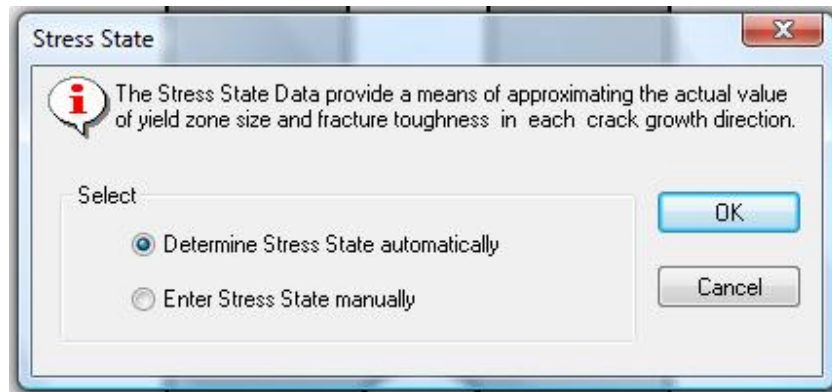 Stress State
The Stress State Data provide a means of approximating the actual value
of yield zone size and fracture toughness in each crack growth direction.
Select
Determine Stress State automatically
Enter Stress State manually
OK
Cancel